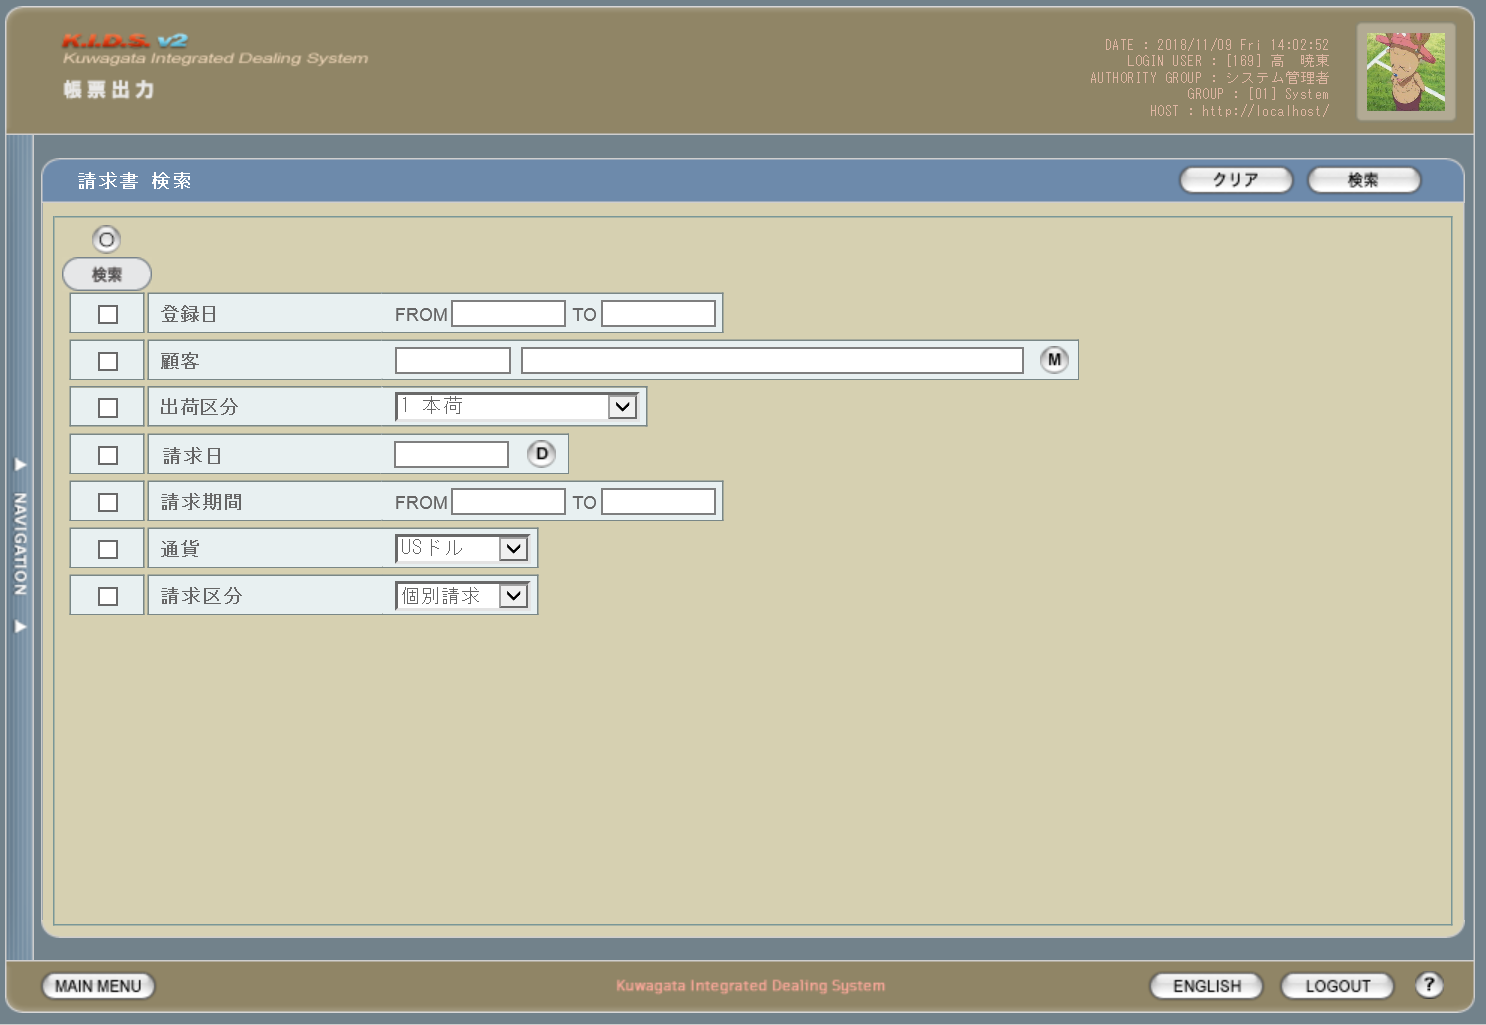 K.I.D.S. v2
Kuwagata Integrated Dealing System
帳票出力
DATE : 2018/11/09 Fri 14:02:52
LOGIN USER : [169] 高　暁東
AUTHORITY GROUP : システム管理者
GROUP : [01] System
HOST : http://localhost/
請求書 検索
クリア
検索
検索
登録日 FROM TO
顧客 M
出荷区分 1 本荷
請求日 D
請求期間 FROM TO
通貨 USドル
請求区分 個別請求
NAVIGATION
MAIN MENU
Kuwagata Integrated Dealing System
ENGLISH
LOGOUT
?